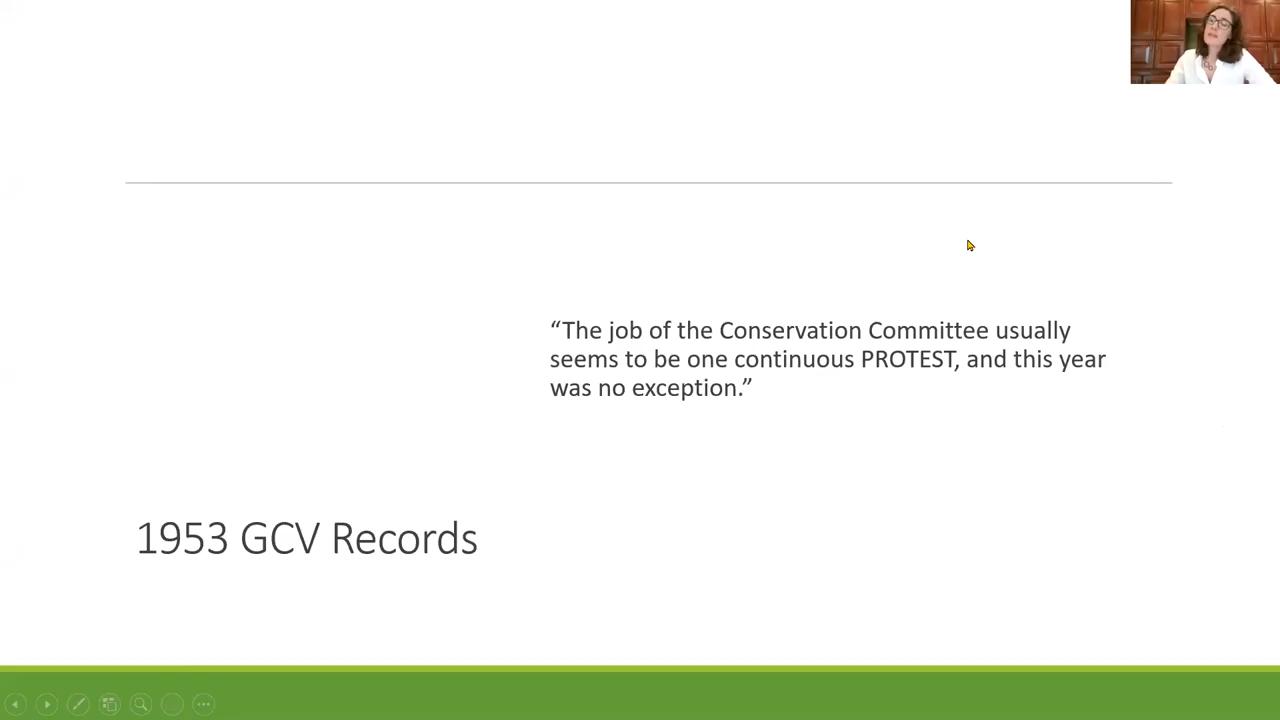 “The job of the Conservation Committee usually
seems to be one continuous PROTEST, and this year
was no exception.”
1953 GCV Records